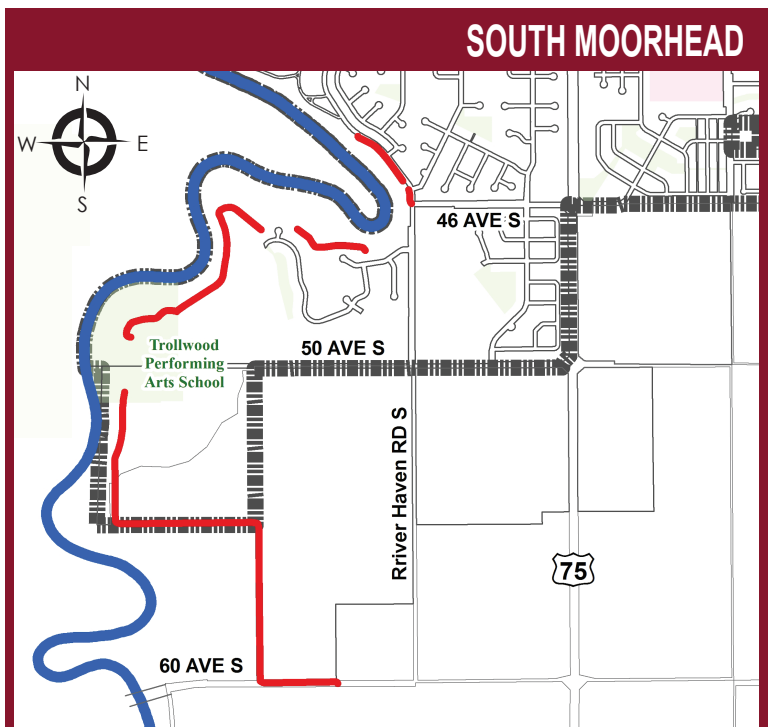 SOUTH MOORHEAD
N
W
E
S
46 AVE S
Trollwood
Performing
Arts School
50 AVE S
Rriver Haven RD S
75
60 AVE S